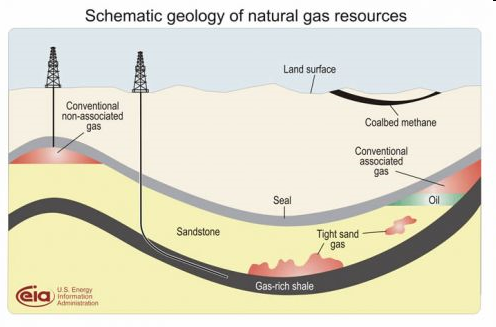 Schematic geology of natural gas resources
Land surface
Conventional
non-associated
gas
Coalbed methane
Conventional
associated
gas
Seal
Oil
Sandstone
Tight sand
gas
Gas-rich shale
eia
U.S. Energy
Information
Administration